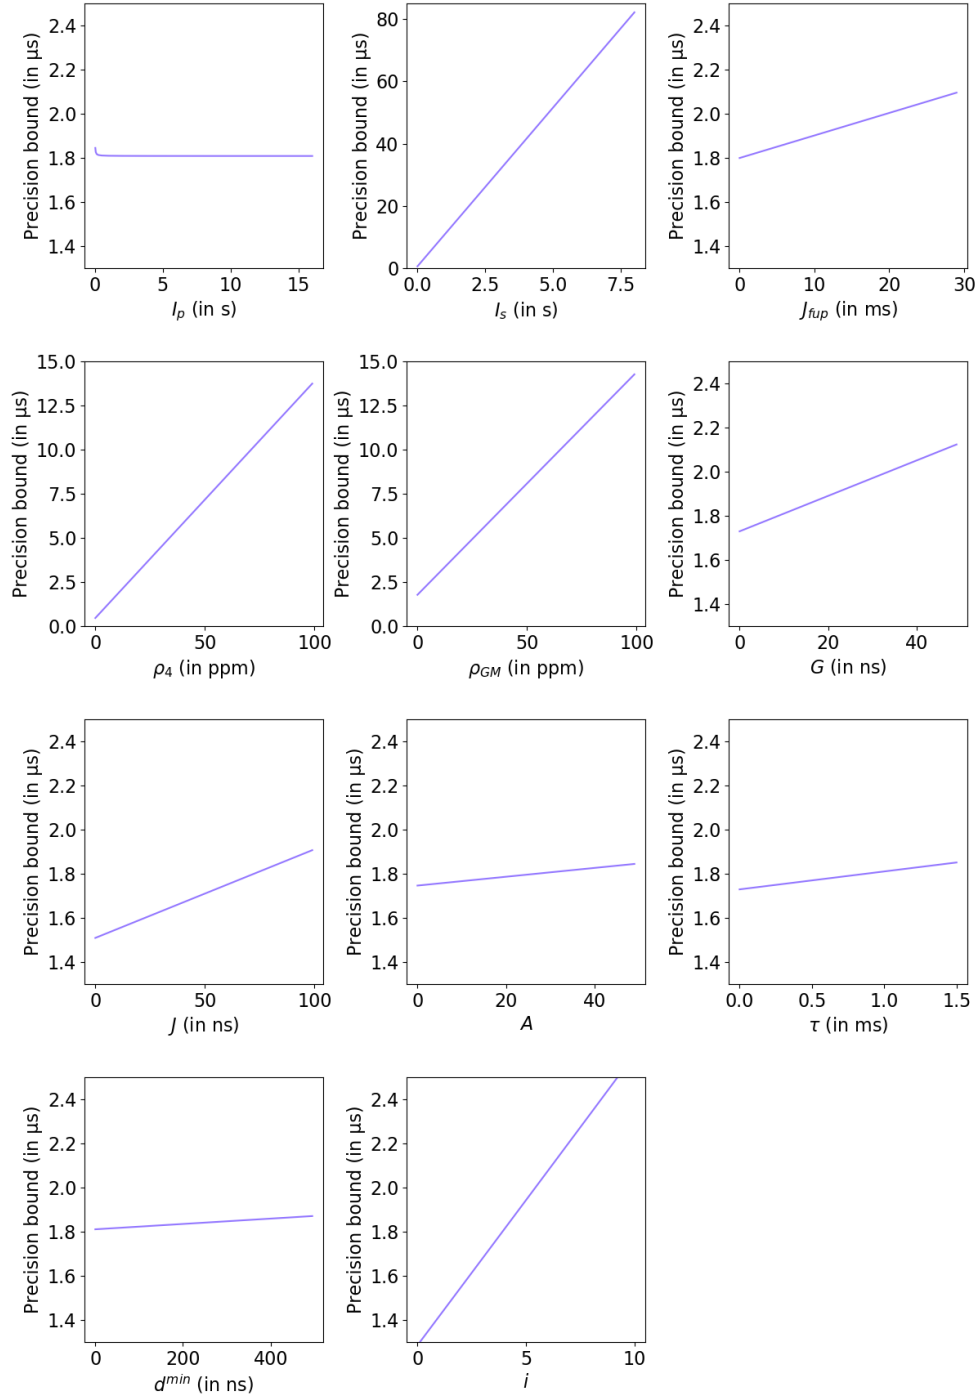 Precision bound (in µs)
2.4
2.2
2.0
1.8
1.6
1.4
0 5 10 15
I_p (in s)
Precision bound (in µs)
80
60
40
20
0
0.0 2.5 5.0 7.5
I_s (in s)
Precision bound (in µs)
2.4
2.2
2.0
1.8
1.6
1.4
0 10 20 30
J_fup (in ms)
Precision bound (in µs)
15.0
12.5
10.0
7.5
5.0
2.5
0.0
0 50 100
ρ_4 (in ppm)
Precision bound (in µs)
15.0
12.5
10.0
7.5
5.0
2.5
0.0
0 50 100
ρ_GM (in ppm)
Precision bound (in µs)
2.4
2.2
2.0
1.8
1.6
1.4
0 20 40
G (in ns)
Precision bound (in µs)
2.4
2.2
2.0
1.8
1.6
1.4
0 50 100
J (in ns)
Precision bound (in µs)
2.4
2.2
2.0
1.8
1.6
1.4
0 20 40
A
Precision bound (in µs)
2.4
2.2
2.0
1.8
1.6
1.4
0.0 0.5 1.0 1.5
τ (in ms)
Precision bound (in µs)
2.4
2.2
2.0
1.8
1.6
1.4
0 200 400
d^min (in ns)
Precision bound (in µs)
2.4
2.2
2.0
1.8
1.6
1.4
0 5 10
i